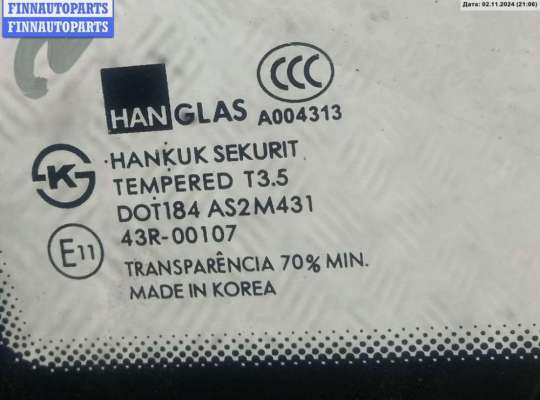 FINNAUTOPARTS
FINNAUTOPARTS
Дата: 02.11.2024 (21:06)
CCC
HANGLAS A004313
K HANKUK SEKURIT
TEMPERED T3.5
DOT184 AS2M431
E11 43R-00107
TRANSPARÊNCIA 70% MIN.
MADE IN KOREA